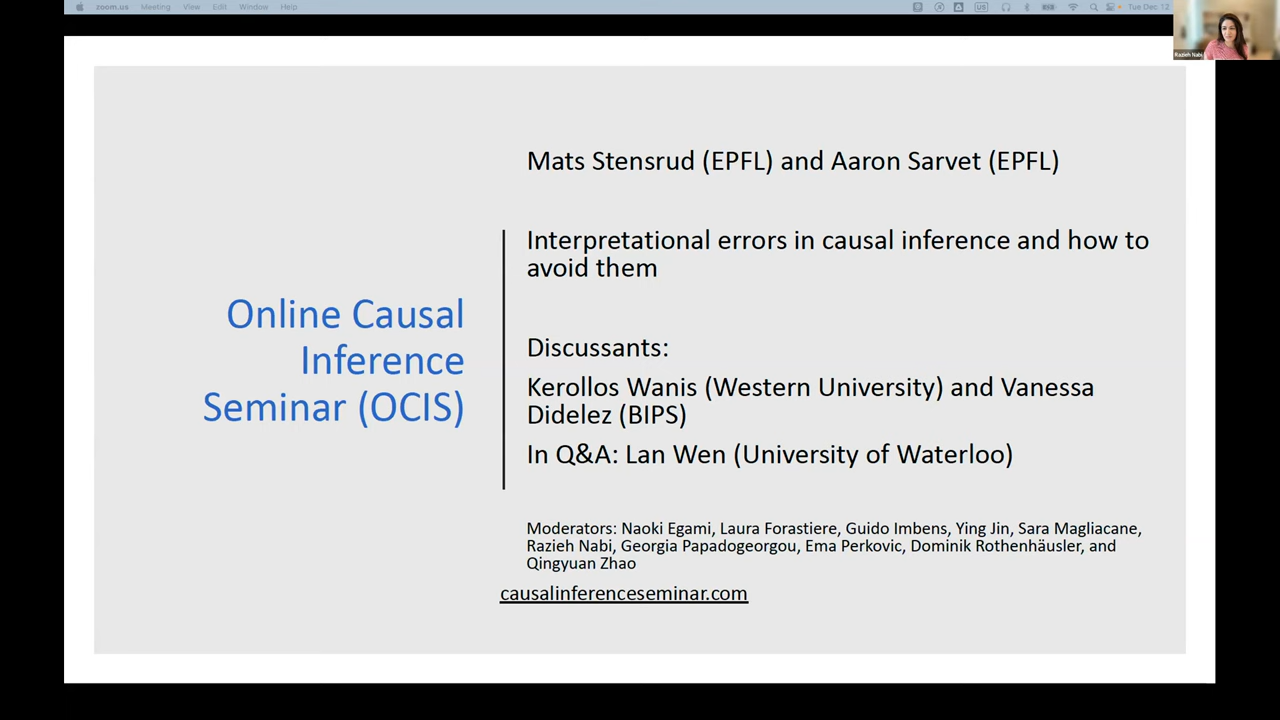 zoom.us Meeting View Edit Window Help
US
Tue Dec 12
Razieh Nabi
Mats Stensrud (EPFL) and Aaron Sarvet (EPFL)
Interpretational errors in causal inference and how to
avoid them
Online Causal
Inference
Seminar (OCIS)
Discussants:
Kerollos Wanis (Western University) and Vanessa
Didelez (BIPS)
In Q&A: Lan Wen (University of Waterloo)
Moderators: Naoki Egami, Laura Forastiere, Guido Imbens, Ying Jin, Sara Magliacane,
Razieh Nabi, Georgia Papadogeorgou, Ema Perkovic, Dominik Rothenhäusler, and
Qingyuan Zhao
causalinferenceseminar.com